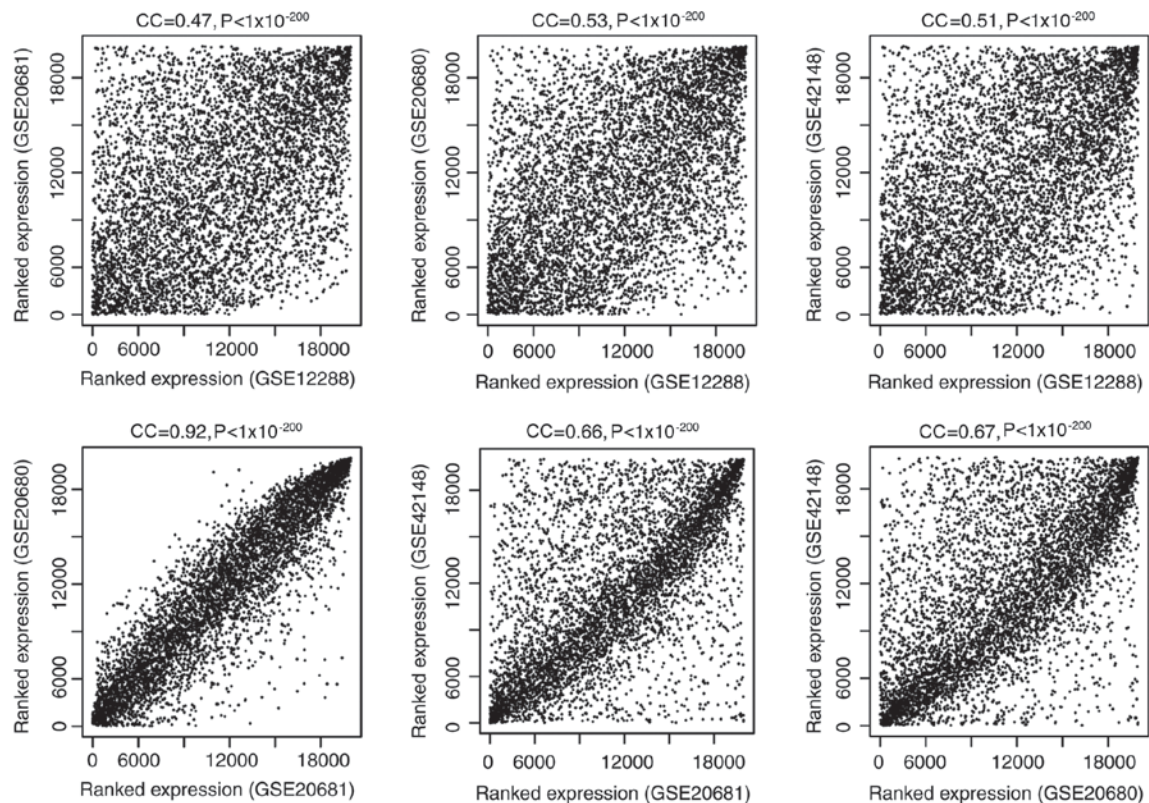 CC=0.47, P<1x10-200
CC=0.53, P<1x10-200
CC=0.51, P<1x10-200
Ranked expression (GSE20681)
18000
12000
6000
0
0 6000 12000 18000
Ranked expression (GSE12288)
Ranked expression (GSE20680)
18000
12000
6000
0
0 6000 12000 18000
Ranked expression (GSE12288)
Ranked expression (GSE42148)
18000
12000
6000
0
0 6000 12000 18000
Ranked expression (GSE12288)
CC=0.92, P<1x10-200
CC=0.66, P<1x10-200
CC=0.67, P<1x10-200
Ranked expression (GSE20680)
18000
12000
6000
0
0 6000 12000 18000
Ranked expression (GSE20681)
Ranked expression (GSE42148)
18000
12000
6000
0
0 6000 12000 18000
Ranked expression (GSE20681)
Ranked expression (GSE42148)
18000
12000
6000
0
0 6000 12000 18000
Ranked expression (GSE20680)